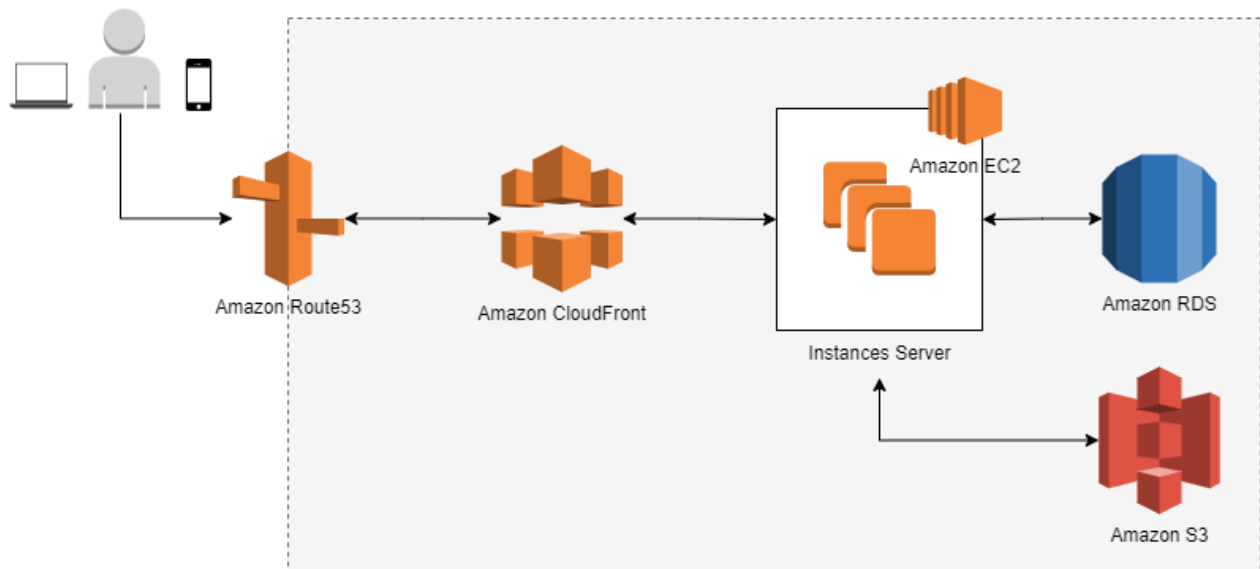 Amazon EC2
Amazon Route53
Amazon CloudFront
Instances Server
Amazon RDS
Amazon S3